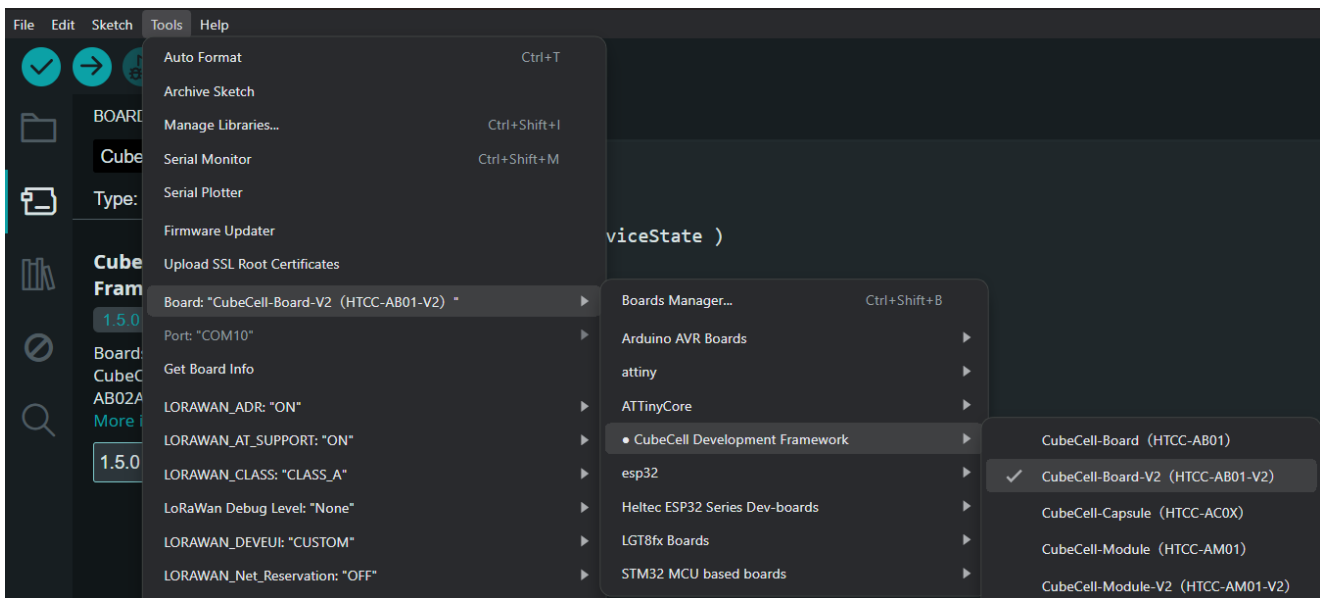 File Edit Sketch Tools Help
BOARD
Cube
Type:
Cube
Fram
1.5.0
Board
CubeC
AB02A
More i
1.5.0
Auto Format Ctrl+T
Archive Sketch
Manage Libraries... Ctrl+Shift+I
Serial Monitor Ctrl+Shift+M
Serial Plotter
Firmware Updater
Upload SSL Root Certificates
Board: "CubeCell-Board-V2（HTCC-AB01-V2）"
Port: "COM10"
Get Board Info
LORAWAN_ADR: "ON"
LORAWAN_AT_SUPPORT: "ON"
LORAWAN_CLASS: "CLASS_A"
LoRaWan Debug Level: "None"
LORAWAN_DEVEUI: "CUSTOM"
LORAWAN_Net_Reservation: "OFF"
viceState )
Boards Manager... Ctrl+Shift+B
Arduino AVR Boards
attiny
ATTinyCore
• CubeCell Development Framework
esp32
Heltec ESP32 Series Dev-boards
LGT8fx Boards
STM32 MCU based boards
CubeCell-Board（HTCC-AB01）
CubeCell-Board-V2（HTCC-AB01-V2）
CubeCell-Capsule（HTCC-AC0X）
CubeCell-Module（HTCC-AM01）
CubeCell-Module-V2（HTCC-AM01-V2）